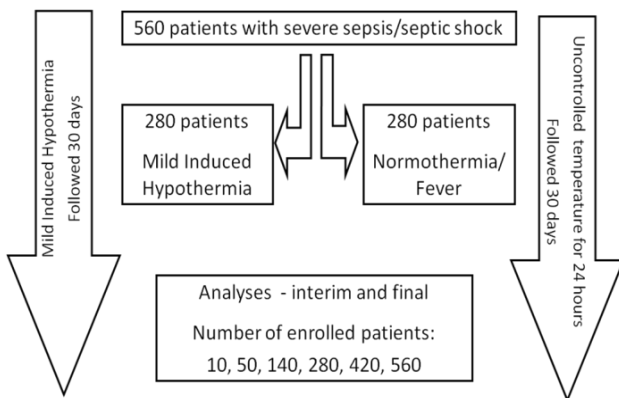 560 patients with severe sepsis/septic shock
Mild Induced Hypothermia
Followed 30 days
280 patients
Mild Induced
Hypothermia
280 patients
Normothermia/
Fever
Uncontrolled temperature for 24 hours
Followed 30 days
Analyses - interim and final
Number of enrolled patients:
10, 50, 140, 280, 420, 560